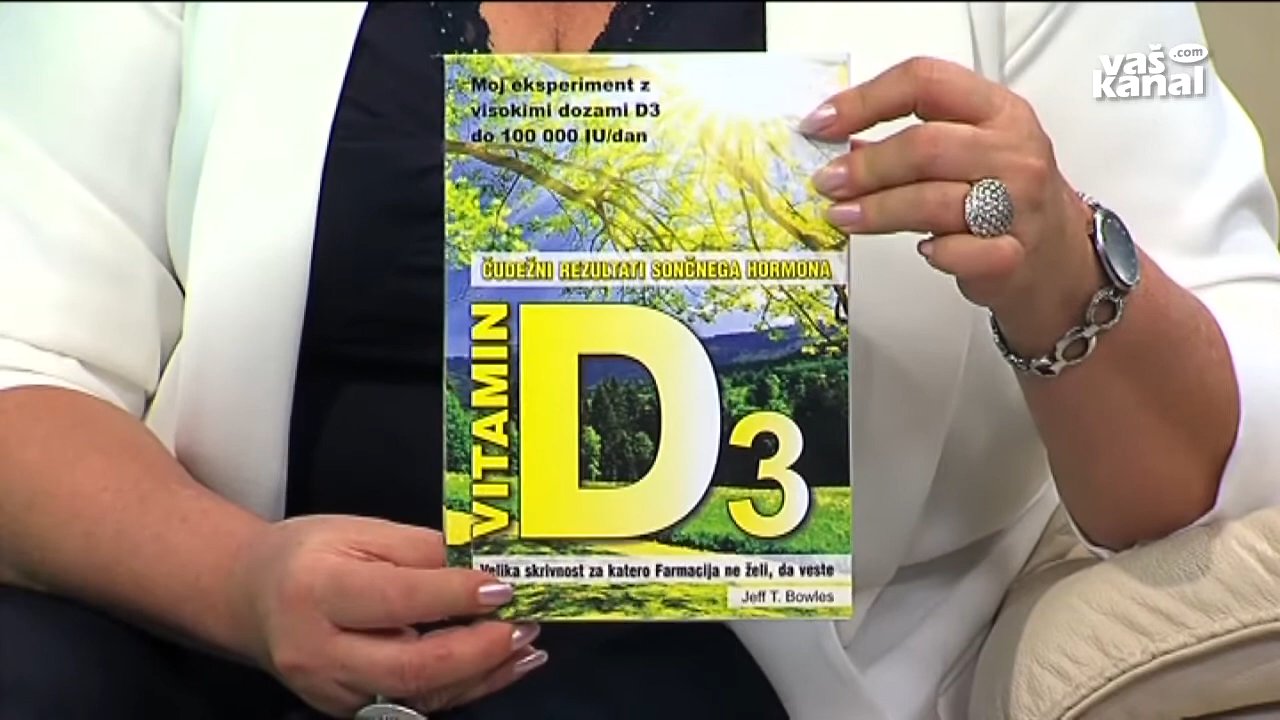 vaš
.com
kanal
Moj eksperiment z
visokimi dozami D3
do 100 000 IU/dan
ČUDEŽNI REZULTATI SONČNEGA HORMONA
VITAMIN
D3
Velika skrivnost za katero Farmacija ne želi, da veste
Jeff T. Bowles